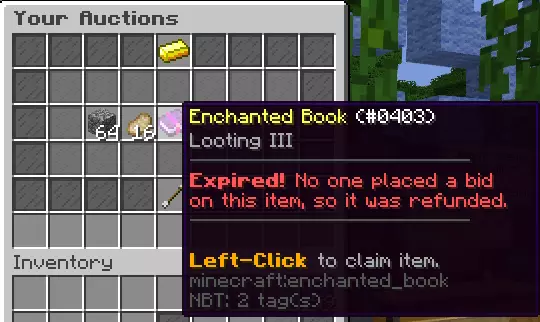 Your Auctions
64
16
Enchanted Book (#0403)
Looting III
Expired! No one placed a bid
on this item, so it was refunded.
Left-Click to claim item.
minecraft:enchanted_book
NBT: 2 tag(s)
Inventory